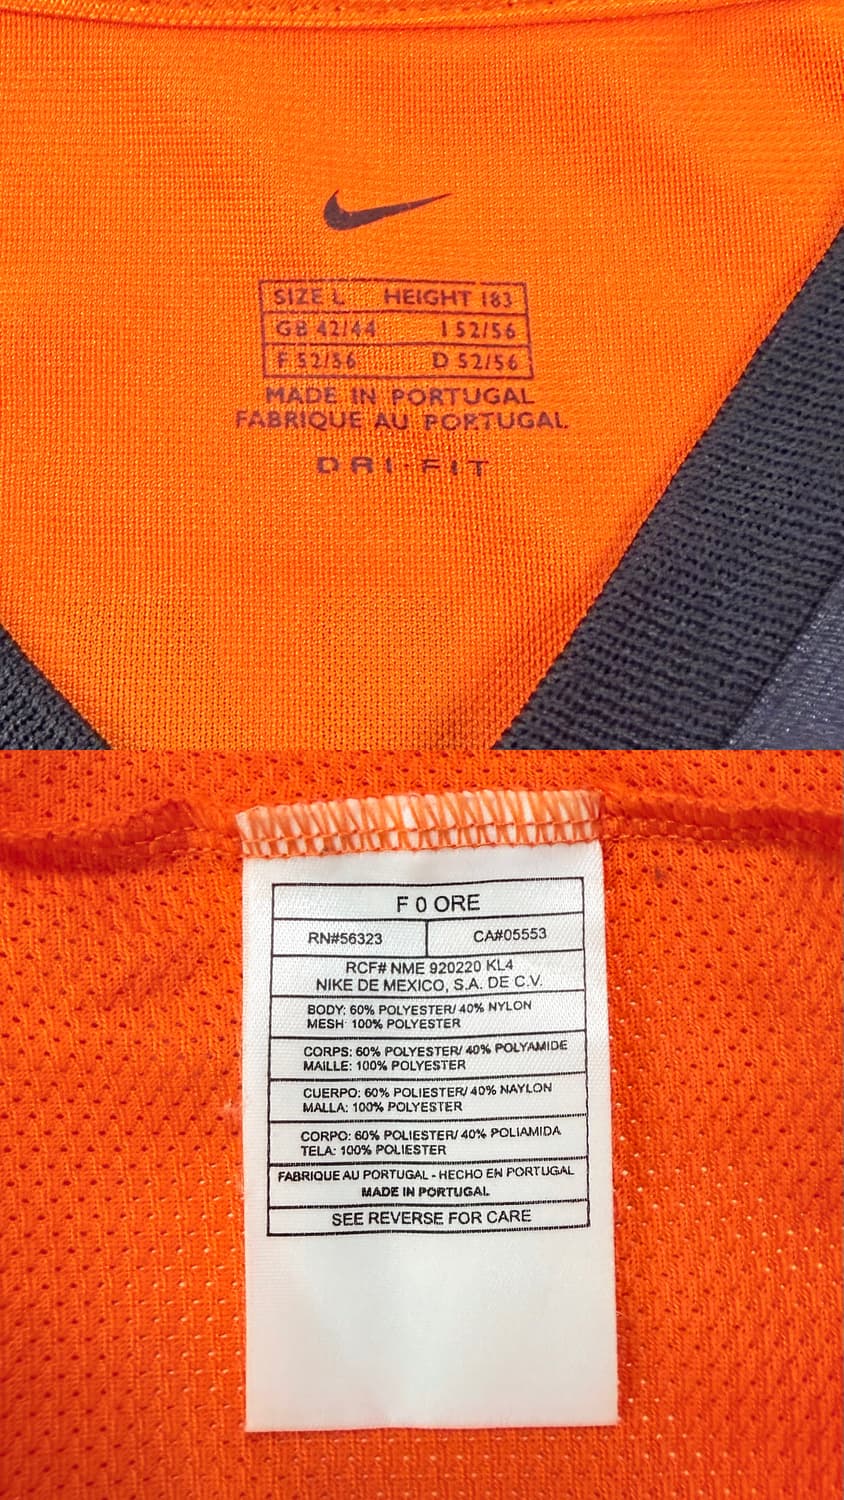 SIZE L HEIGHT 183
GB 42/44 I 52/56
F 52/56 D 52/56
MADE IN PORTUGAL
FABRIQUE AU PORTUGAL
DRI-FIT
F 0 ORE
RN#56323 CA#05553
RCF# NME 920220 KL4
NIKE DE MEXICO, S.A. DE C.V.
BODY: 60% POLYESTER/ 40% NYLON
MESH: 100% POLYESTER
CORPS: 60% POLYESTER/ 40% POLYAMIDE
MAILLE: 100% POLYESTER
CUERPO: 60% POLIESTER/ 40% NAYLON
MALLA: 100% POLYESTER
CORPO: 60% POLIESTER/ 40% POLIAMIDA
TELA: 100% POLIESTER
FABRIQUE AU PORTUGAL - HECHO EN PORTUGAL
MADE IN PORTUGAL
SEE REVERSE FOR CARE